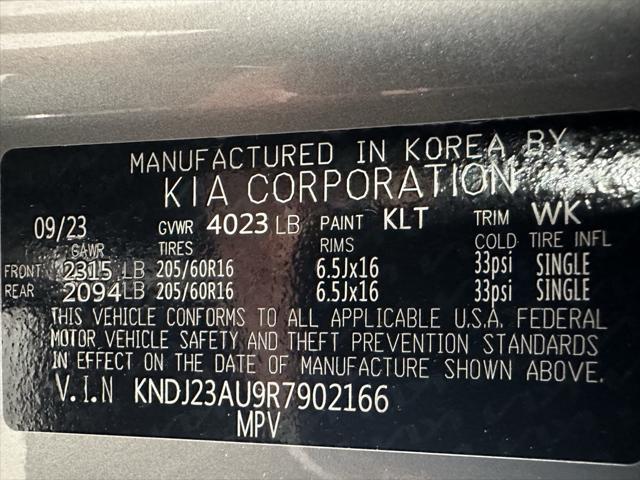 MANUFACTURED IN KOREA BY
KIA CORPORATION
09/23 GVWR 4023 LB PAINT KLT TRIM WK
GAWR TIRES RIMS COLD TIRE INFL
FRONT 2315 LB 205/60R16 6.5Jx16 33psi SINGLE
REAR 2094 LB 205/60R16 6.5Jx16 33psi SINGLE
THIS VEHICLE CONFORMS TO ALL APPLICABLE U.S.A. FEDERAL
MOTOR VEHICLE SAFETY AND THEFT PREVENTION STANDARDS
IN EFFECT ON THE DATE OF MANUFACTURE SHOWN ABOVE.
V.I.N KNDJ23AU9R7902166
MPV